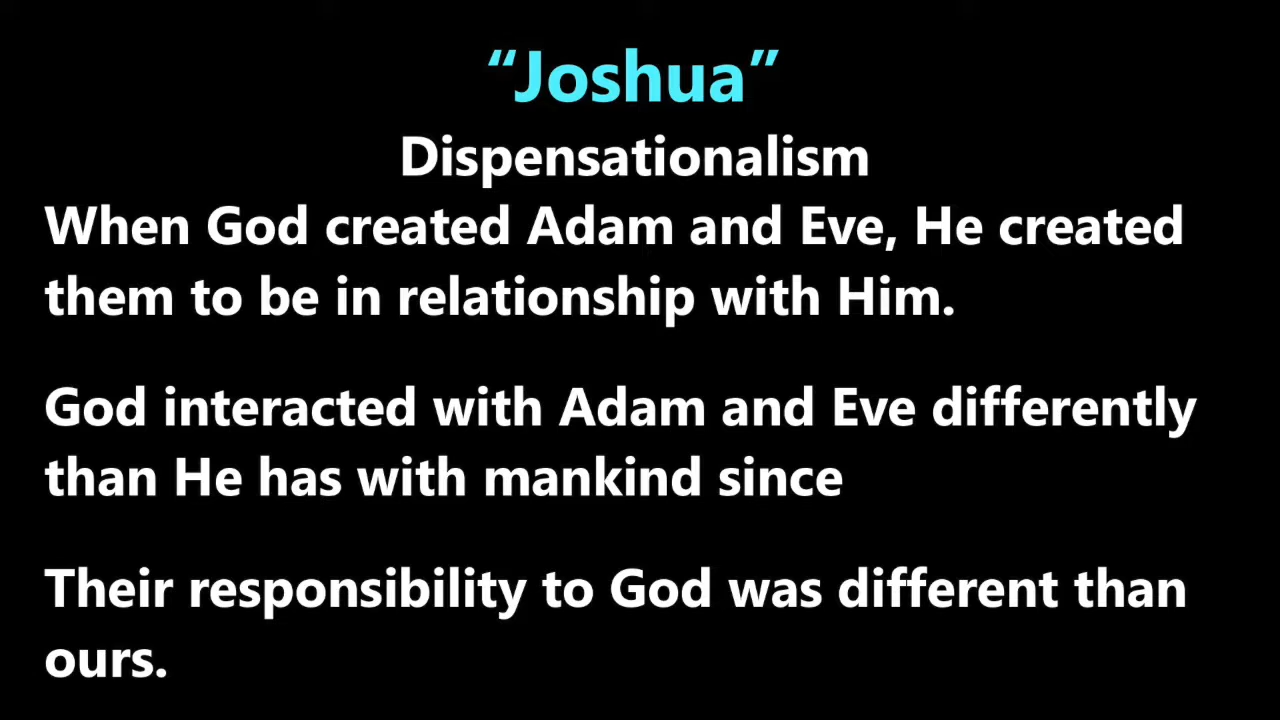 “Joshua”
Dispensationalism
When God created Adam and Eve, He created
them to be in relationship with Him.
God interacted with Adam and Eve differently
than He has with mankind since
Their responsibility to God was different than
ours.